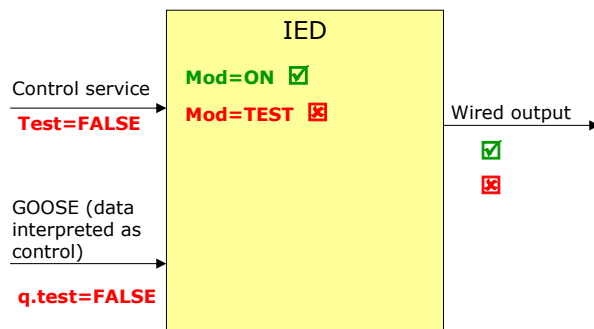 IED
Mod=ON
Mod=TEST
Control service
Test=FALSE
Wired output
GOOSE (data
interpreted as
control)
q.test=FALSE